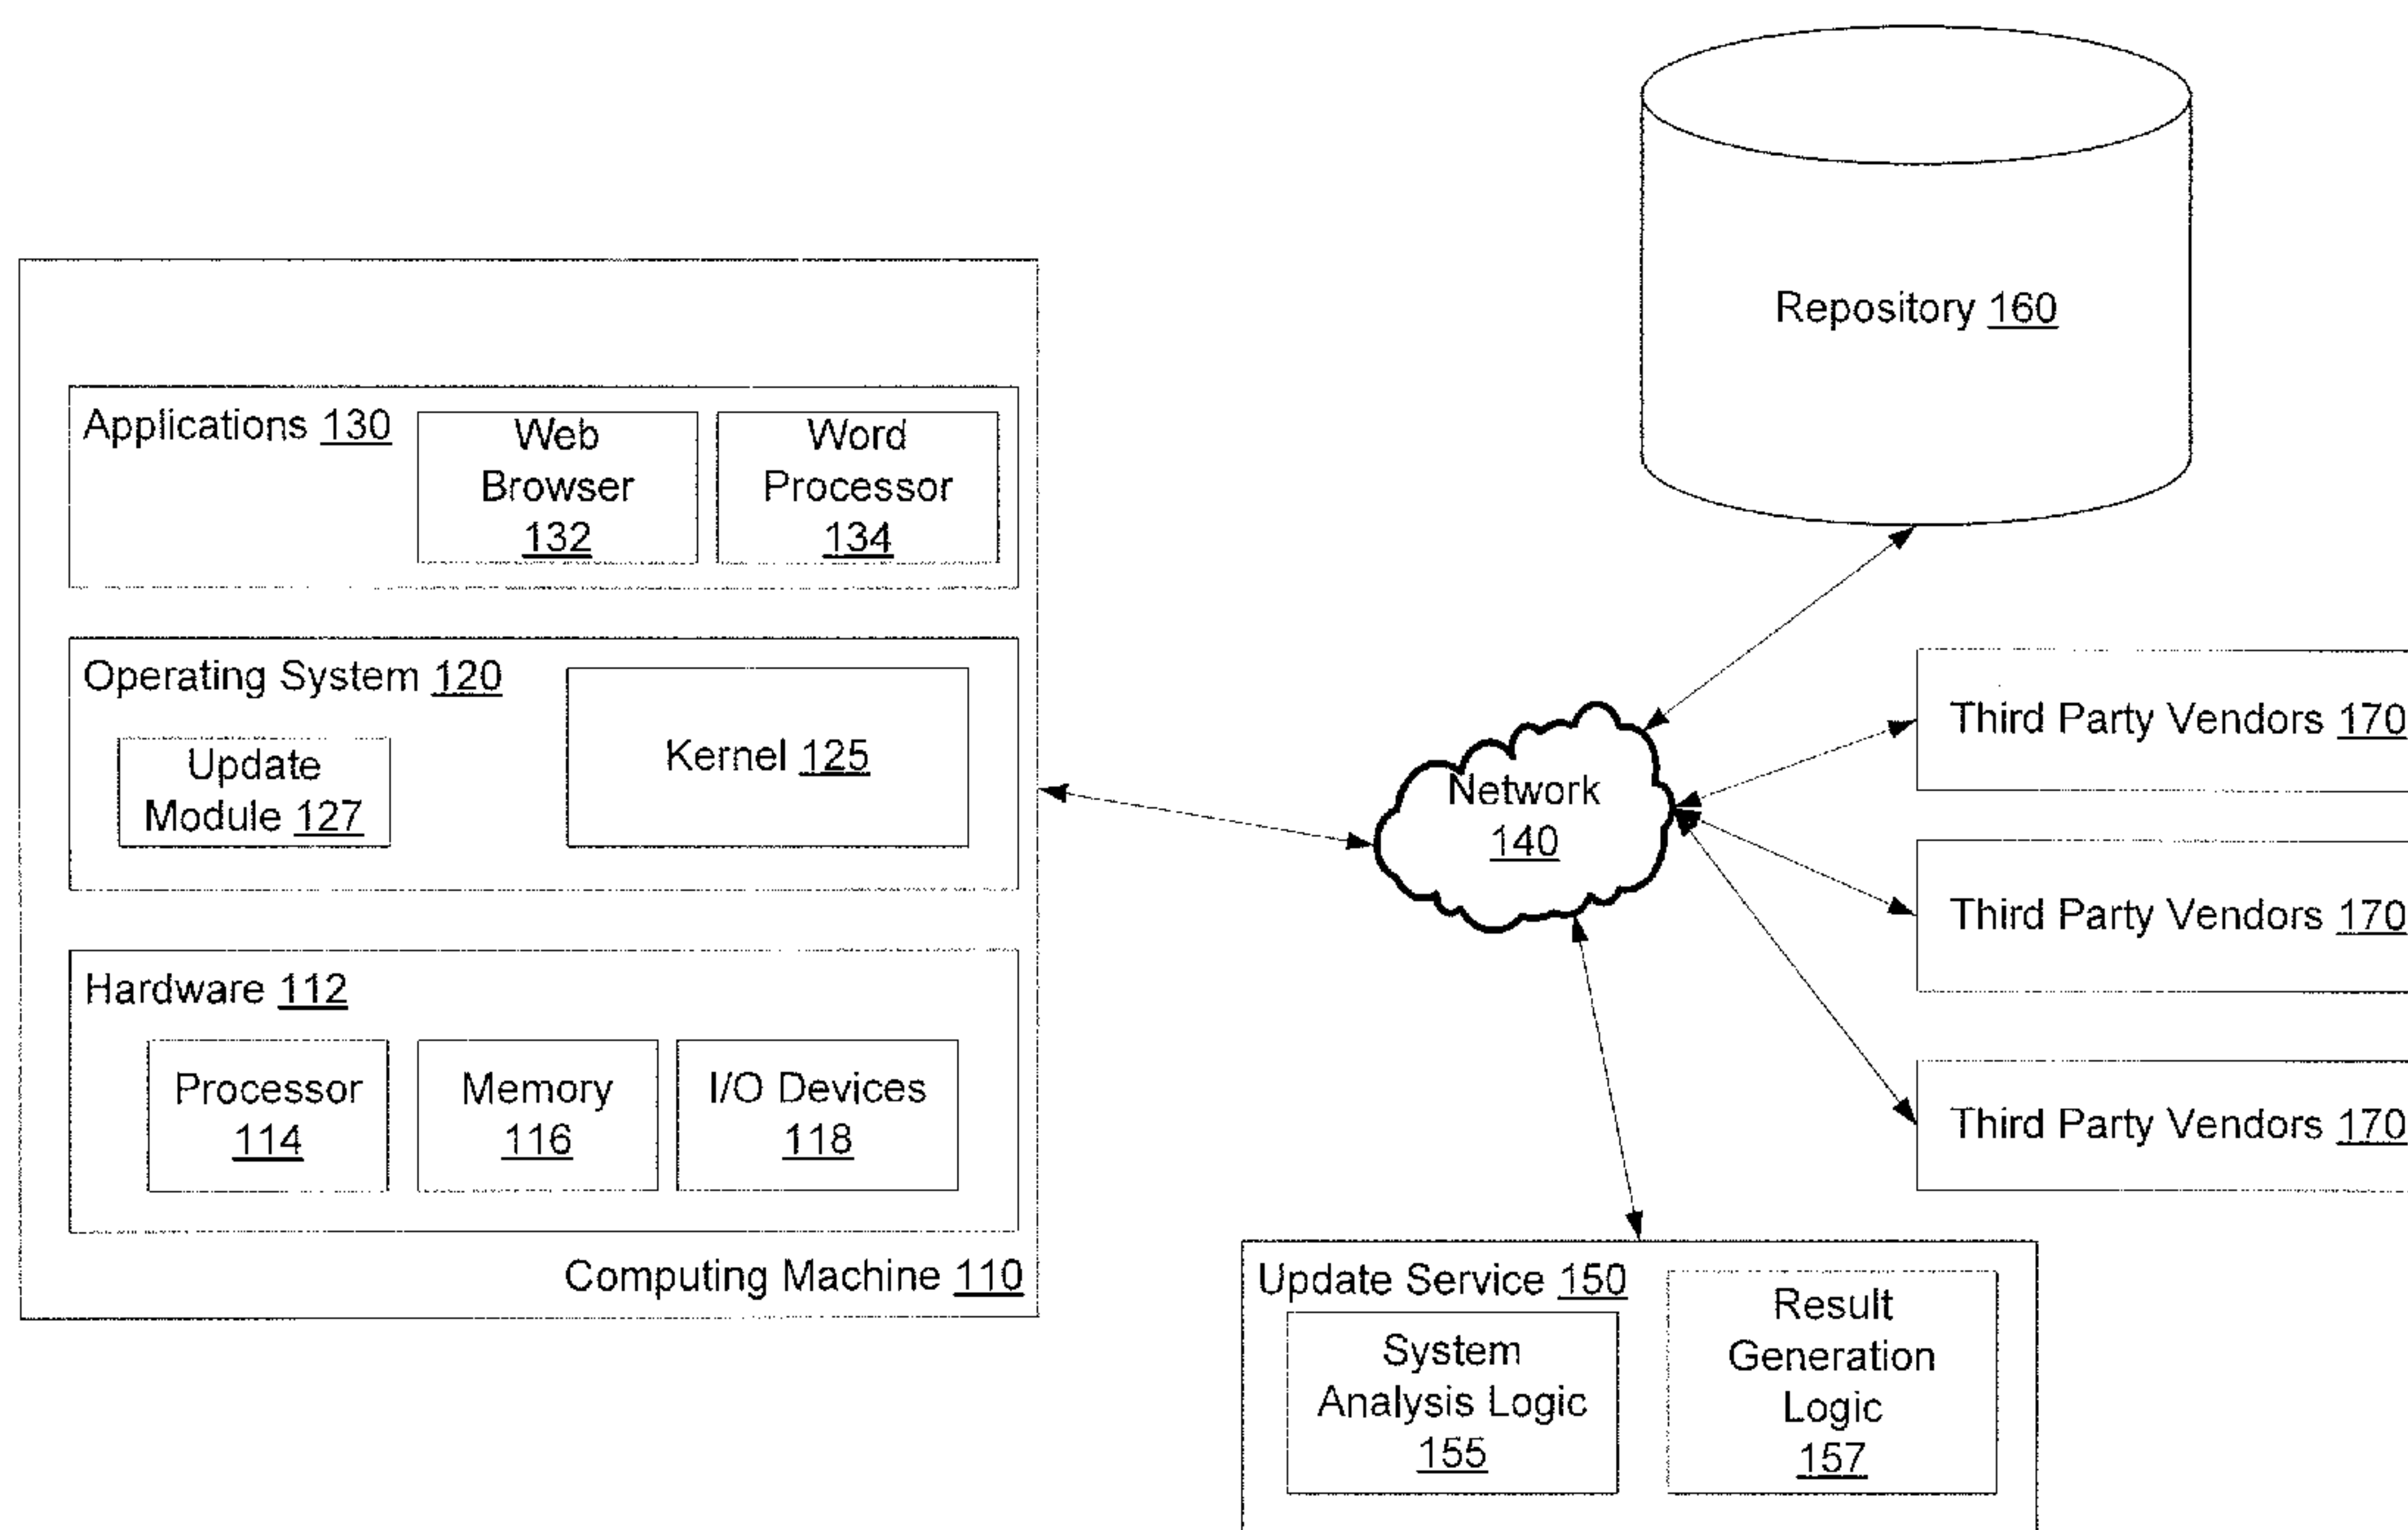 Repository 160
Applications 130
Web
Browser
132
Word
Processor
134
Operating System 120
Update
Module 127
Kernel 125
Hardware 112
Processor
114
Memory
116
I/O Devices
118
Computing Machine 110
Network
140
Third Party Vendors 170
Third Party Vendors 170
Third Party Vendors 170
Update Service 150
System
Analysis Logic
155
Result
Generation
Logic
157